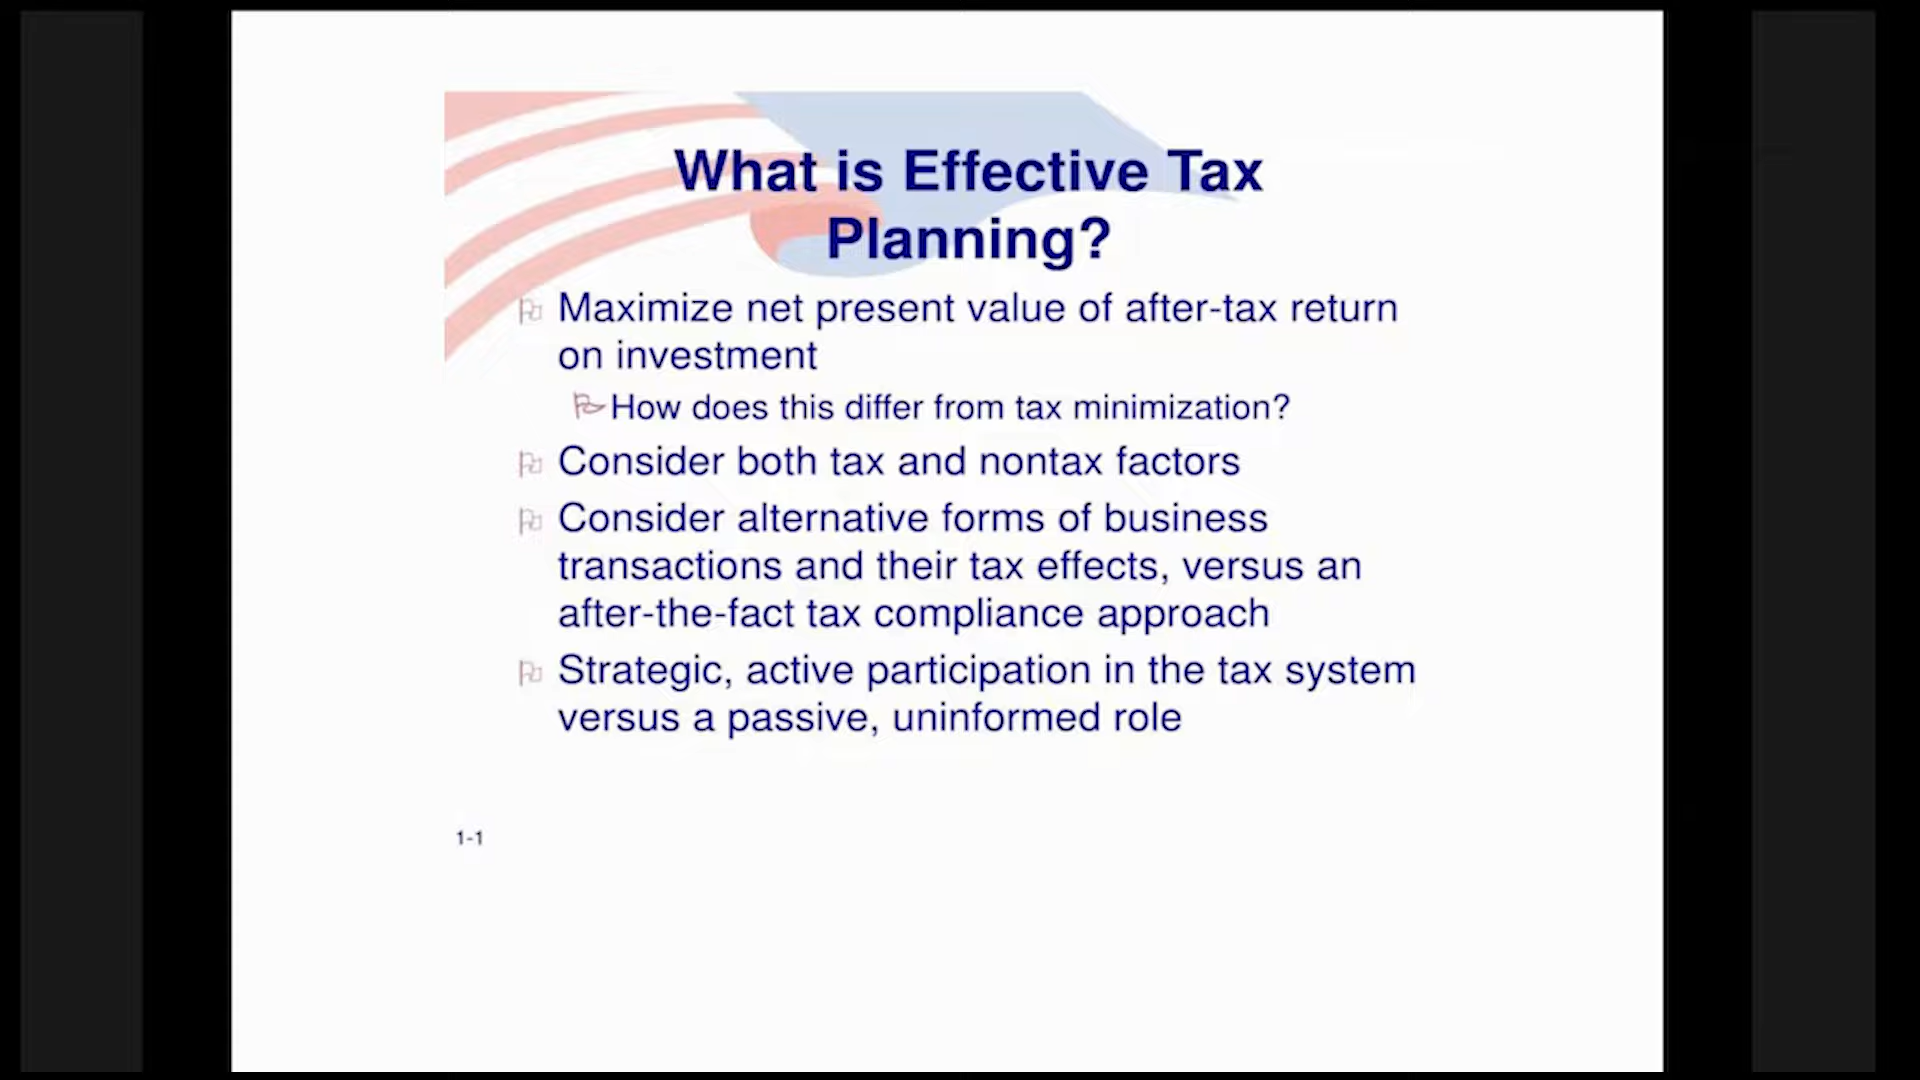 What is Effective Tax
Planning?
Maximize net present value of after-tax return
on investment
How does this differ from tax minimization?
Consider both tax and nontax factors
Consider alternative forms of business
transactions and their tax effects, versus an
after-the-fact tax compliance approach
Strategic, active participation in the tax system
versus a passive, uninformed role
1-1